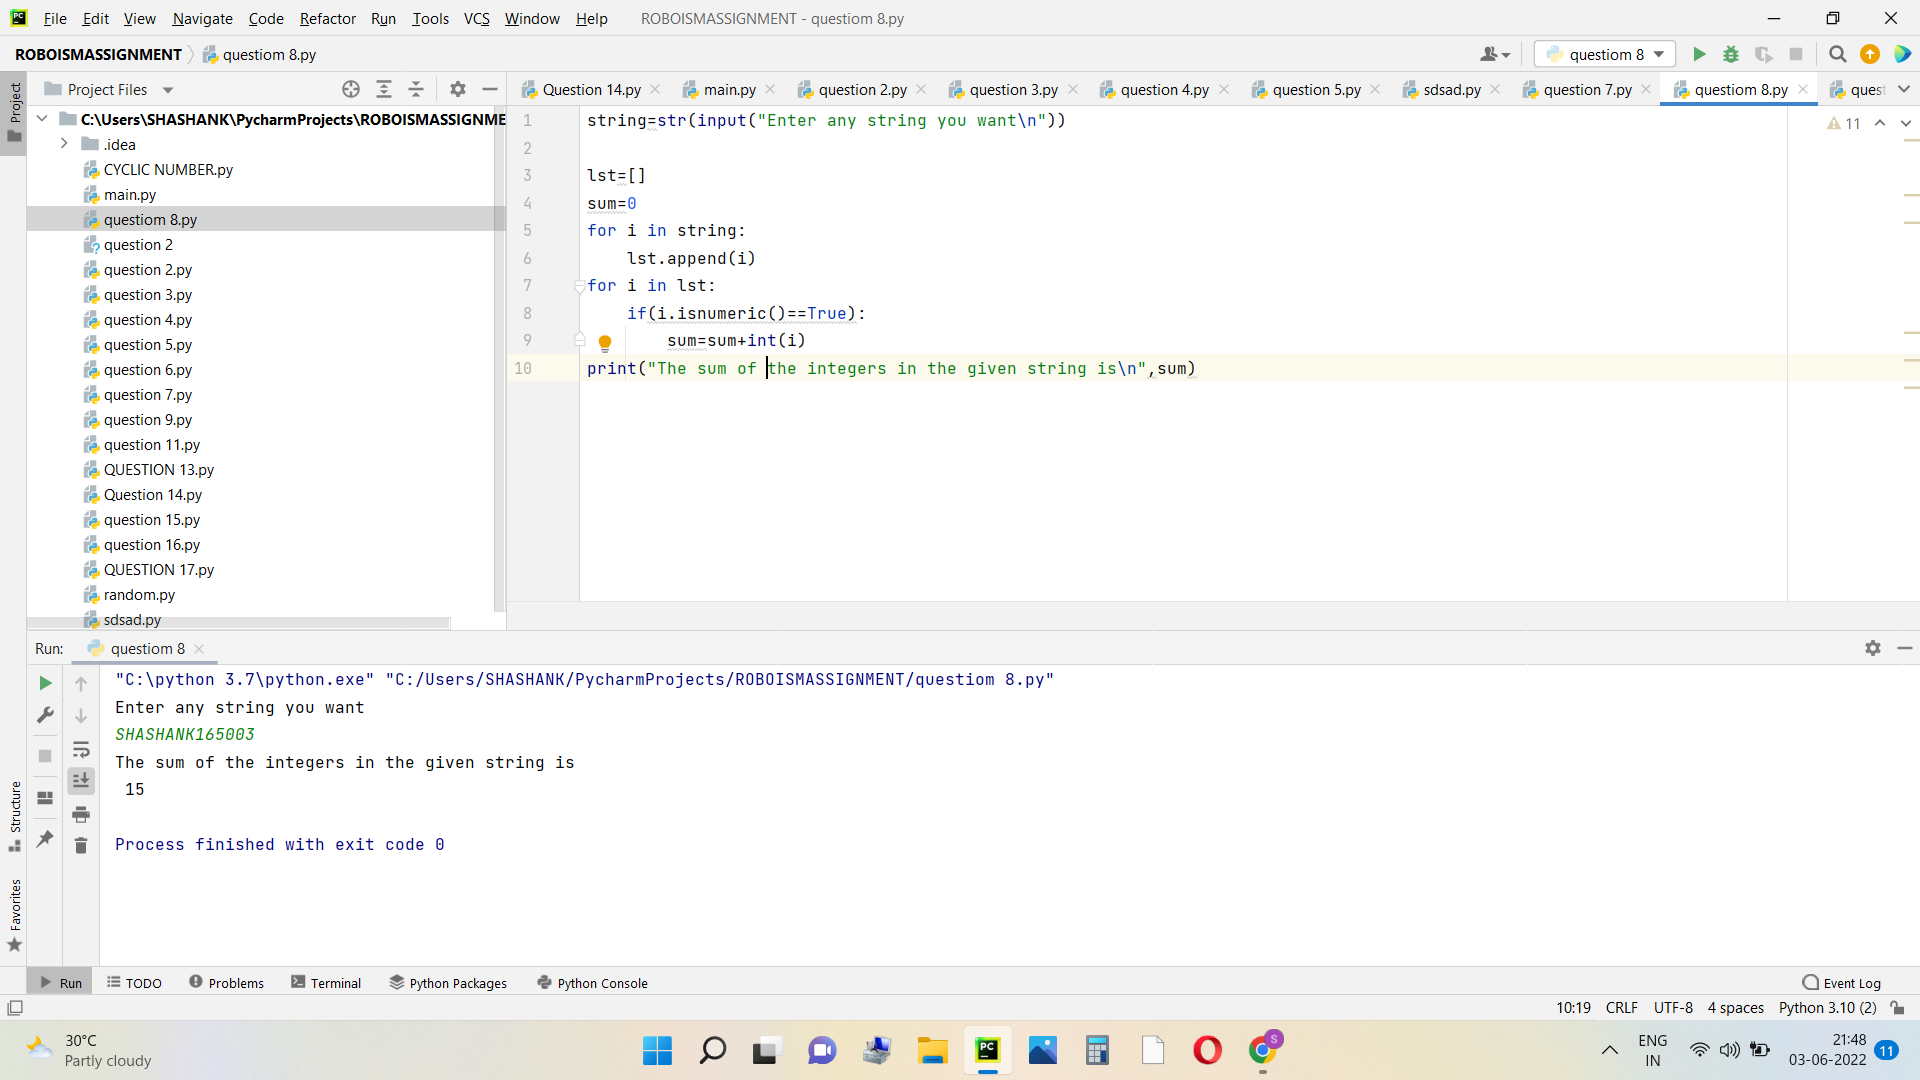 File Edit View Navigate Code Refactor Run Tools VCS Window Help ROBOISMASSIGNMENT - questiom 8.py
ROBOISMASSIGNMENT questiom 8.py questiom 8
Project Files
Question 14.py main.py question 2.py question 3.py question 4.py question 5.py sdsad.py question 7.py questiom 8.py quest
Project
C:\Users\SHASHANK\PycharmProjects\ROBOISMASSIGNME
.idea
CYCLIC NUMBER.py
main.py
questiom 8.py
question 2
question 2.py
question 3.py
question 4.py
question 5.py
question 6.py
question 7.py
question 9.py
question 11.py
QUESTION 13.py
Question 14.py
question 15.py
question 16.py
QUESTION 17.py
random.py
sdsad.py
11
1 string=str(input("Enter any string you want\n"))
2
3 lst=[]
4 sum=0
5 for i in string:
6 lst.append(i)
7 for i in lst:
8 if(i.isnumeric()==True):
9 sum=sum+int(i)
10 print("The sum of the integers in the given string is\n",sum)
Run: questiom 8
"C:\python 3.7\python.exe" "C:/Users/SHASHANK/PycharmProjects/ROBOISMASSIGNMENT/questiom 8.py"
Enter any string you want
SHASHANK165003
The sum of the integers in the given string is
15
Process finished with exit code 0
Structure
Favorites
Run TODO Problems Terminal Python Packages Python Console Event Log
10:19 CRLF UTF-8 4 spaces Python 3.10 (2)
30°C
Partly cloudy
PC
S
ENG
IN
21:48
03-06-2022
11